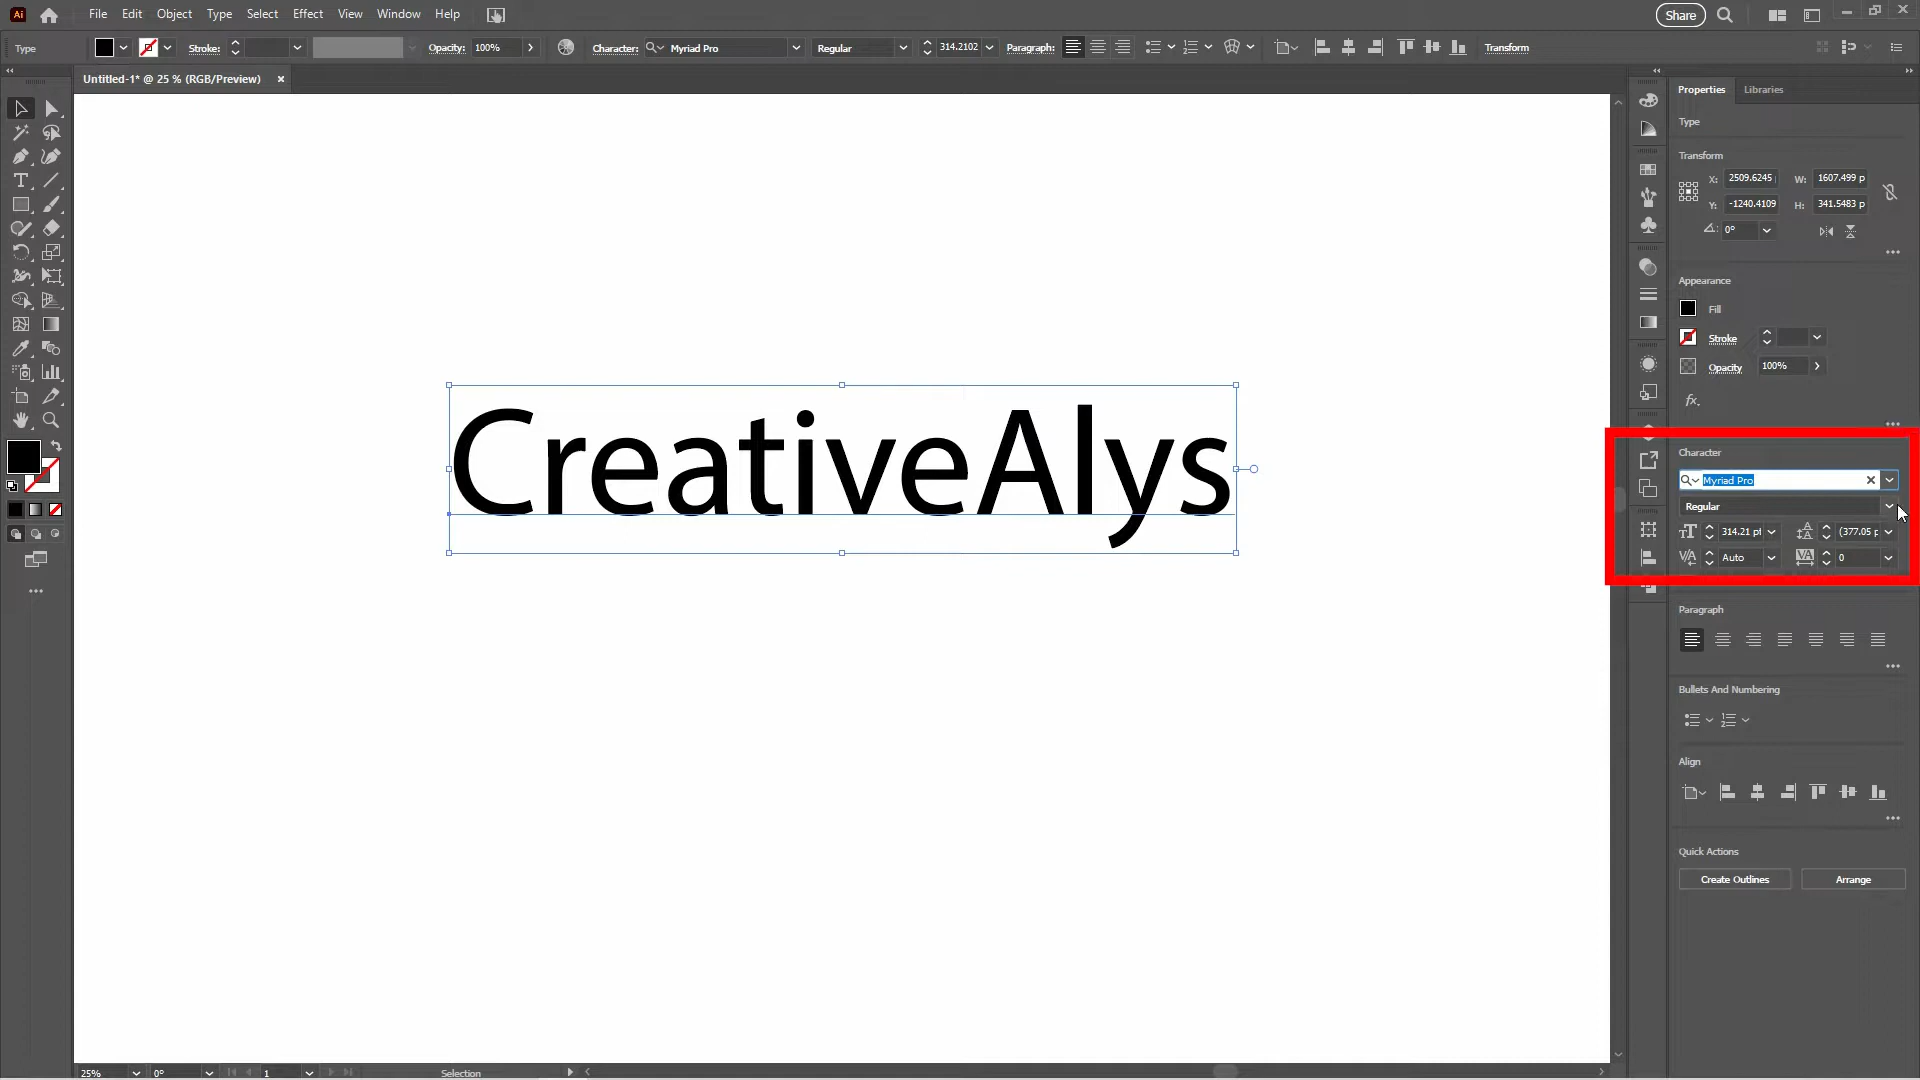 Ai File Edit Object Type Select Effect View Window Help Share
Type Stroke: Opacity: 100% Character: Myriad Pro Regular 314.2102 Paragraph: Transform
Untitled-1* @ 25 % (RGB/Preview) ×
Properties Libraries
Type
Transform
X: 2509.6245 W: 1607.499 p
Y: -1240.4109 H: 341.5483 p
0°
Appearance
Fill
Stroke
Opacity 100%
fx.
CreativeAlys
Character
Myriad Pro
Regular
314.21 pt (377.05 p
Auto 0
Paragraph
Bullets And Numbering
Align
Quick Actions
Create Outlines Arrange
25% 0° 1 Selection